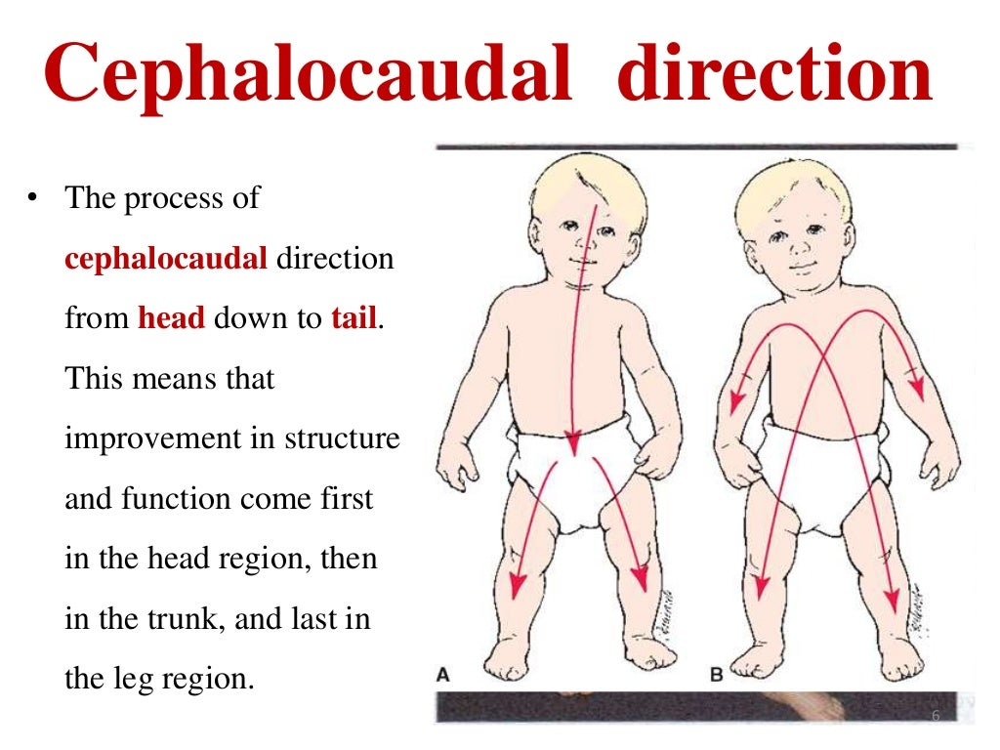 Cephalocaudal direction
• The process of
cephalocaudal direction
from head down to tail.
This means that
improvement in structure
and function come first
in the head region, then
in the trunk, and last in
the leg region.
A
B
6